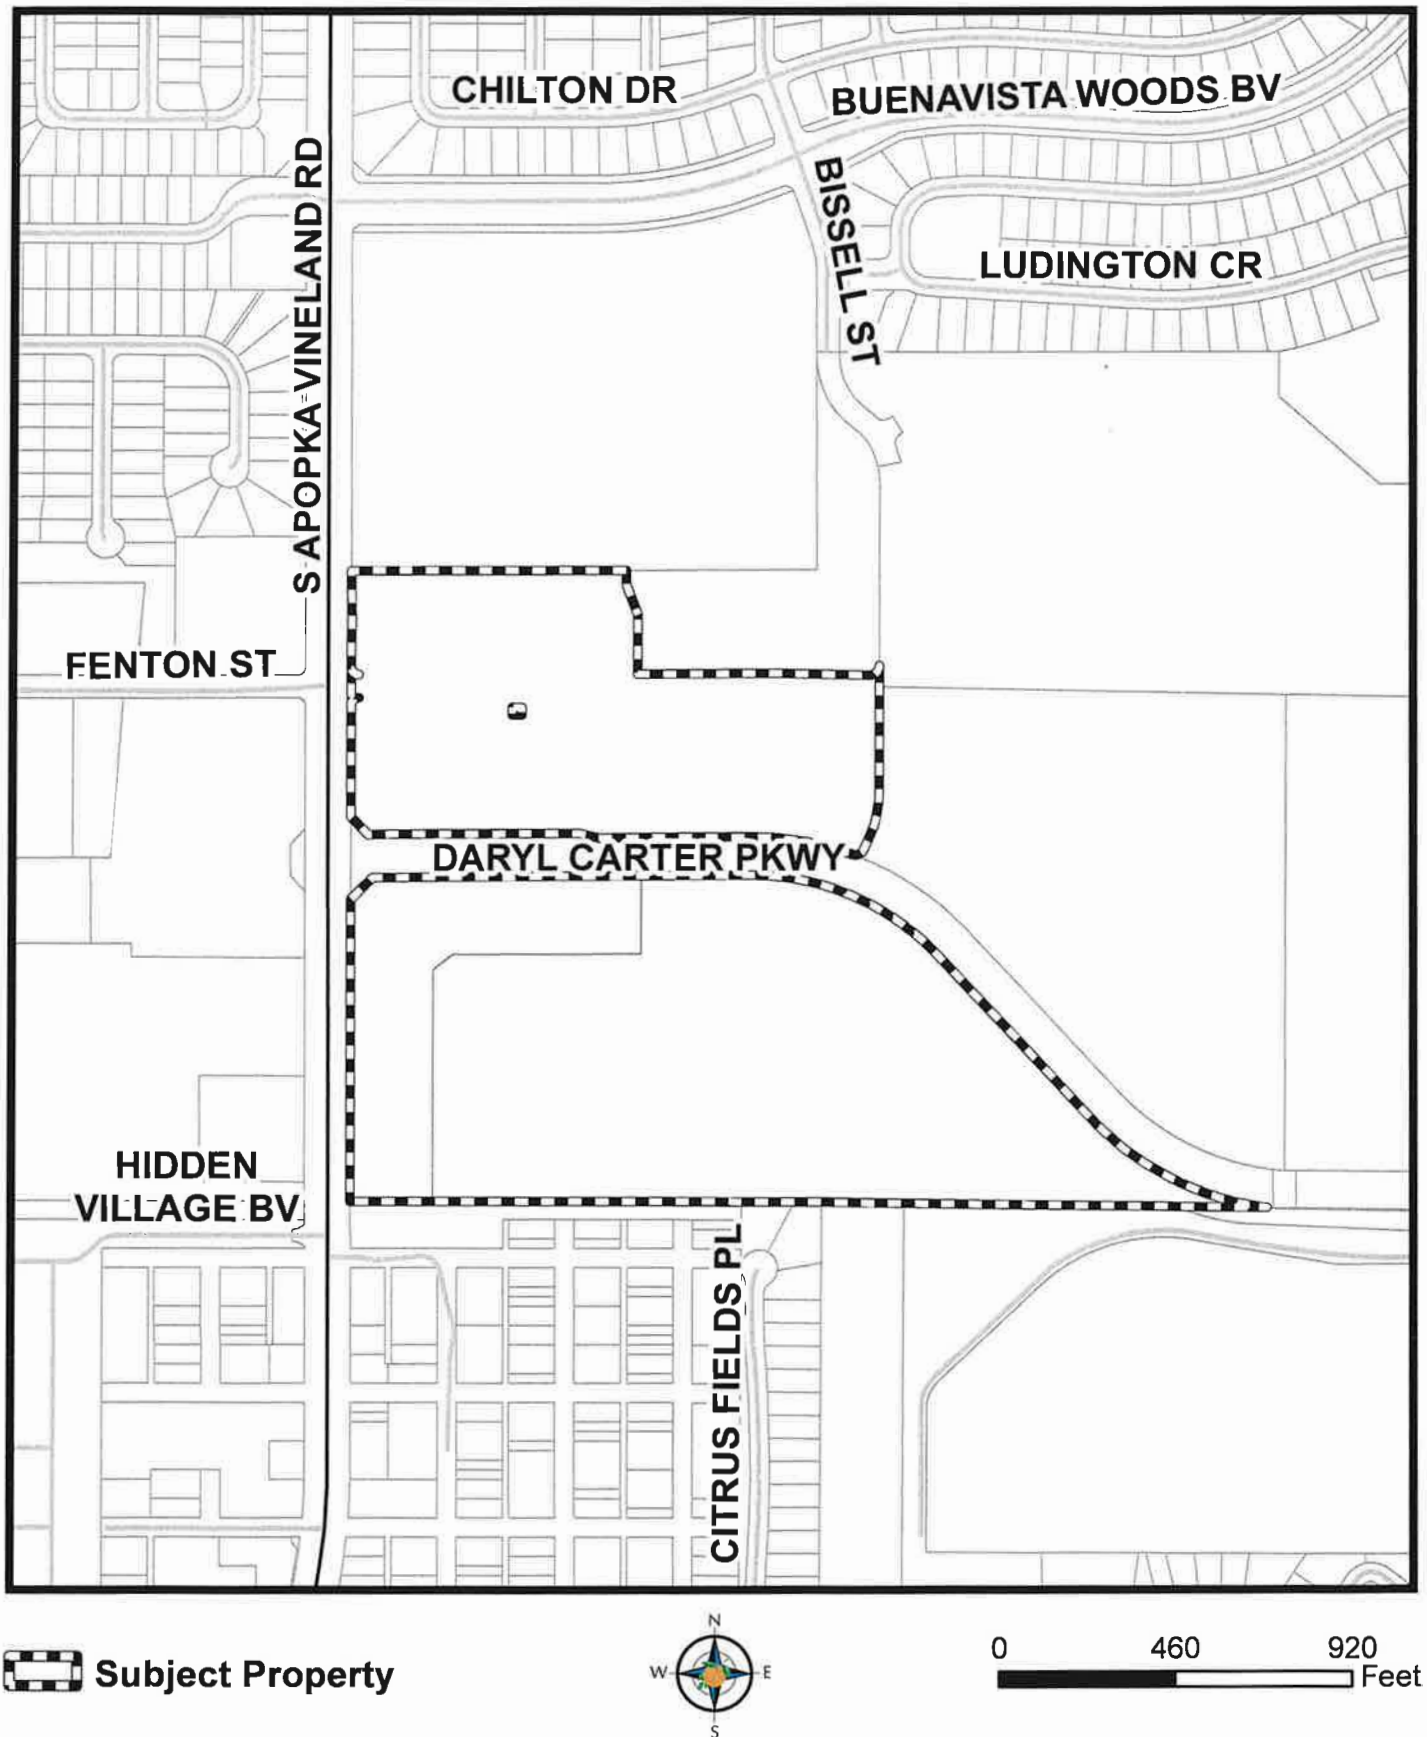 CHILTON DR
BUENAVISTA WOODS BV
S APOPKA-VINELAND RD
BISSELL ST
LUDINGTON CR
FENTON ST
DARYL CARTER PKWY
HIDDEN
VILLAGE BV
CITRUS FIELDS PL
Subject Property
N
W
E
S
0
460
920
Feet